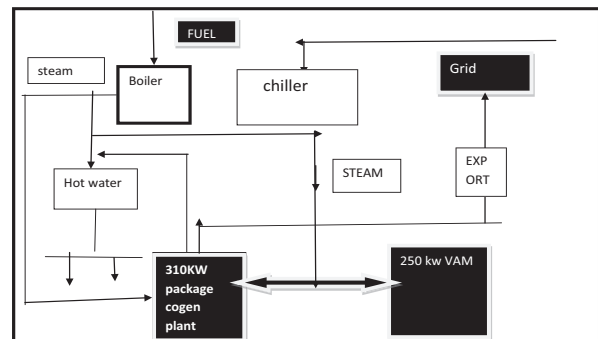 FUEL
steam
Boiler
chiller
Grid
Hot water
STEAM
EXP
ORT
310KW
package
cogen
plant
250 kw VAM